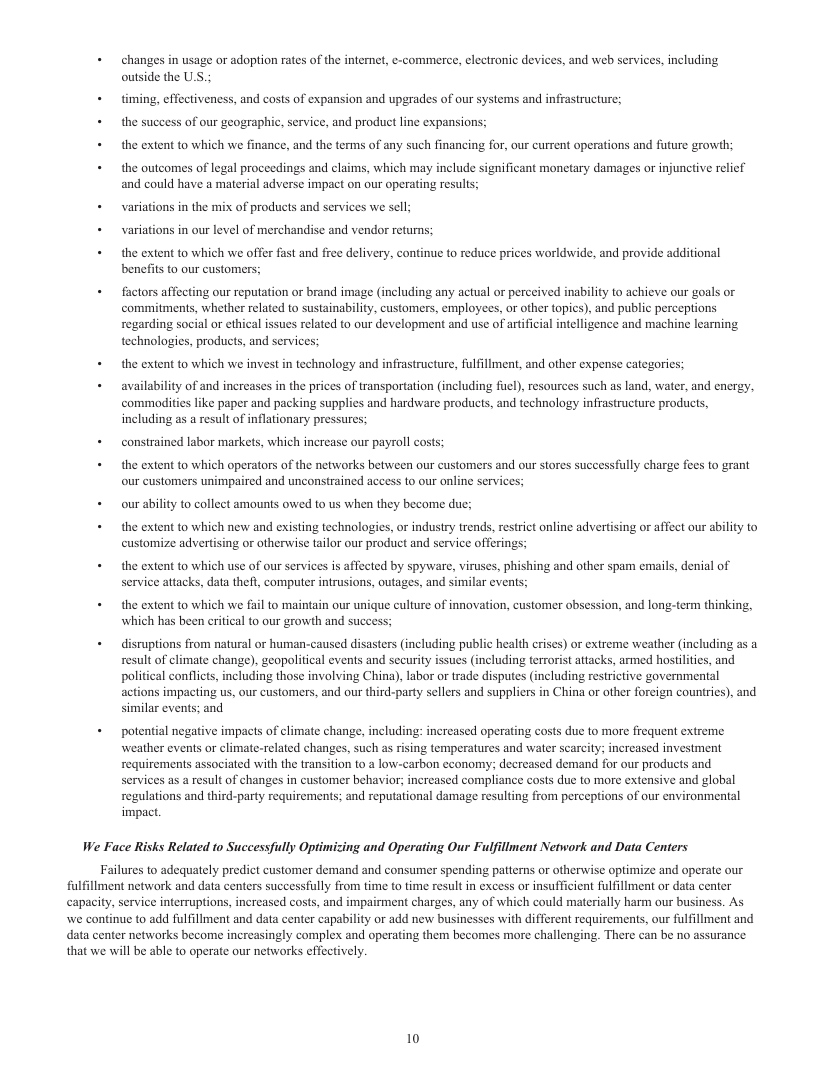 • changes in usage or adoption rates of the internet, e-commerce, electronic devices, and web services, including
outside the U.S.;
• timing, effectiveness, and costs of expansion and upgrades of our systems and infrastructure;
• the success of our geographic, service, and product line expansions;
• the extent to which we finance, and the terms of any such financing for, our current operations and future growth;
• the outcomes of legal proceedings and claims, which may include significant monetary damages or injunctive relief
and could have a material adverse impact on our operating results;
• variations in the mix of products and services we sell;
• variations in our level of merchandise and vendor returns;
• the extent to which we offer fast and free delivery, continue to reduce prices worldwide, and provide additional
benefits to our customers;
• factors affecting our reputation or brand image (including any actual or perceived inability to achieve our goals or
commitments, whether related to sustainability, customers, employees, or other topics), and public perceptions
regarding social or ethical issues related to our development and use of artificial intelligence and machine learning
technologies, products, and services;
• the extent to which we invest in technology and infrastructure, fulfillment, and other expense categories;
• availability of and increases in the prices of transportation (including fuel), resources such as land, water, and energy,
commodities like paper and packing supplies and hardware products, and technology infrastructure products,
including as a result of inflationary pressures;
• constrained labor markets, which increase our payroll costs;
• the extent to which operators of the networks between our customers and our stores successfully charge fees to grant
our customers unimpaired and unconstrained access to our online services;
• our ability to collect amounts owed to us when they become due;
• the extent to which new and existing technologies, or industry trends, restrict online advertising or affect our ability to
customize advertising or otherwise tailor our product and service offerings;
• the extent to which use of our services is affected by spyware, viruses, phishing and other spam emails, denial of
service attacks, data theft, computer intrusions, outages, and similar events;
• the extent to which we fail to maintain our unique culture of innovation, customer obsession, and long-term thinking,
which has been critical to our growth and success;
• disruptions from natural or human-caused disasters (including public health crises) or extreme weather (including as a
result of climate change), geopolitical events and security issues (including terrorist attacks, armed hostilities, and
political conflicts, including those involving China), labor or trade disputes (including restrictive governmental
actions impacting us, our customers, and our third-party sellers and suppliers in China or other foreign countries), and
similar events; and
• potential negative impacts of climate change, including: increased operating costs due to more frequent extreme
weather events or climate-related changes, such as rising temperatures and water scarcity; increased investment
requirements associated with the transition to a low-carbon economy; decreased demand for our products and
services as a result of changes in customer behavior; increased compliance costs due to more extensive and global
regulations and third-party requirements; and reputational damage resulting from perceptions of our environmental
impact.
We Face Risks Related to Successfully Optimizing and Operating Our Fulfillment Network and Data Centers
Failures to adequately predict customer demand and consumer spending patterns or otherwise optimize and operate our
fulfillment network and data centers successfully from time to time result in excess or insufficient fulfillment or data center
capacity, service interruptions, increased costs, and impairment charges, any of which could materially harm our business. As
we continue to add fulfillment and data center capability or add new businesses with different requirements, our fulfillment and
data center networks become increasingly complex and operating them becomes more challenging. There can be no assurance
that we will be able to operate our networks effectively.
10